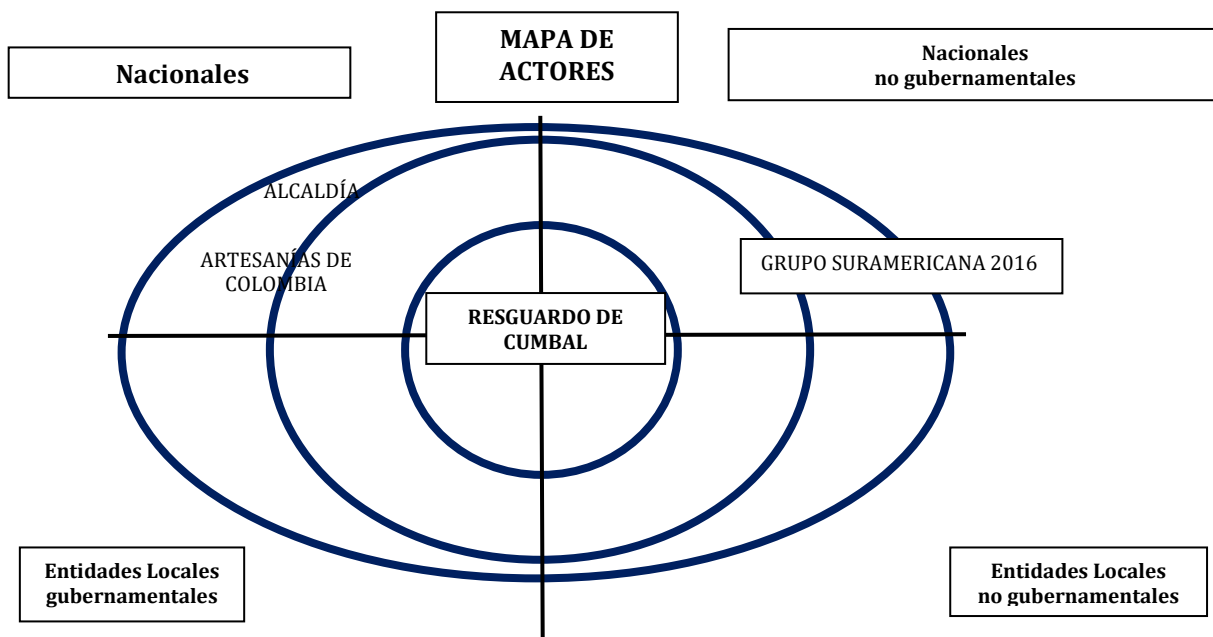 MAPA DE
ACTORES
Nacionales
Nacionales
no gubernamentales
ALCALDÍA
ARTESANÍAS DE
COLOMBIA
GRUPO SURAMERICANA 2016
RESGUARDO DE
CUMBAL
Entidades Locales
gubernamentales
Entidades Locales
no gubernamentales